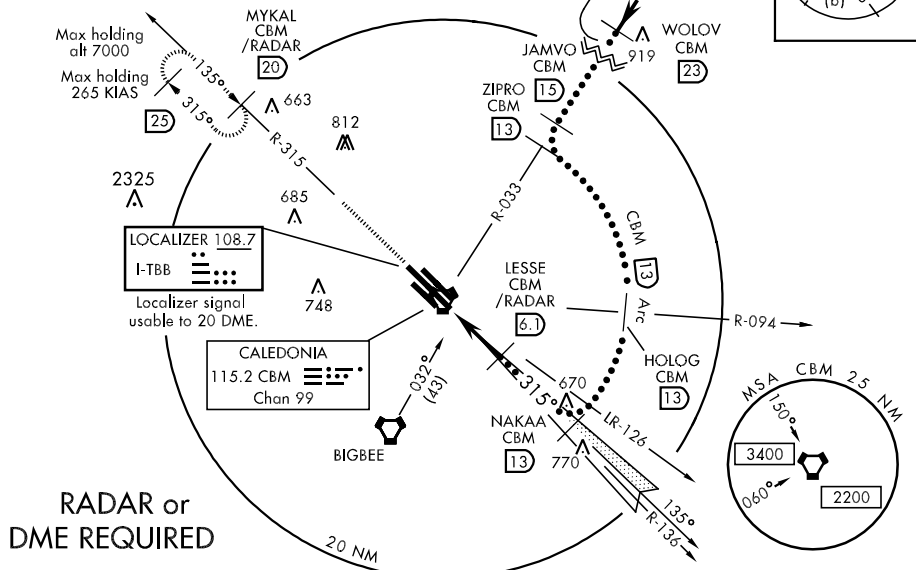 MYKAL
CBM
/RADAR
20
Max holding
alt 7000
Max holding
265 KIAS
25
135°
315°
R-315
663
812
2325
685
748
LOCALIZER 108.7
I-TBB
Localizer signal
usable to 20 DME.
CALEDONIA
115.2 CBM
Chan 99
032°
(43)
BIGBEE
RADAR or
DME REQUIRED
20 NM
JAMVO
CBM
15
ZIPRO
CBM
13
919
WOLOV
CBM
23
(b)
R-033
CBM
13
Arc
LESSE
CBM
/RADAR
6.1
R-094
HOLOG
CBM
13
315°
670
LR-126
NAKAA
CBM
13
770
135°
R-136
MSA CBM 25 NM
150°
3400
060°
2200